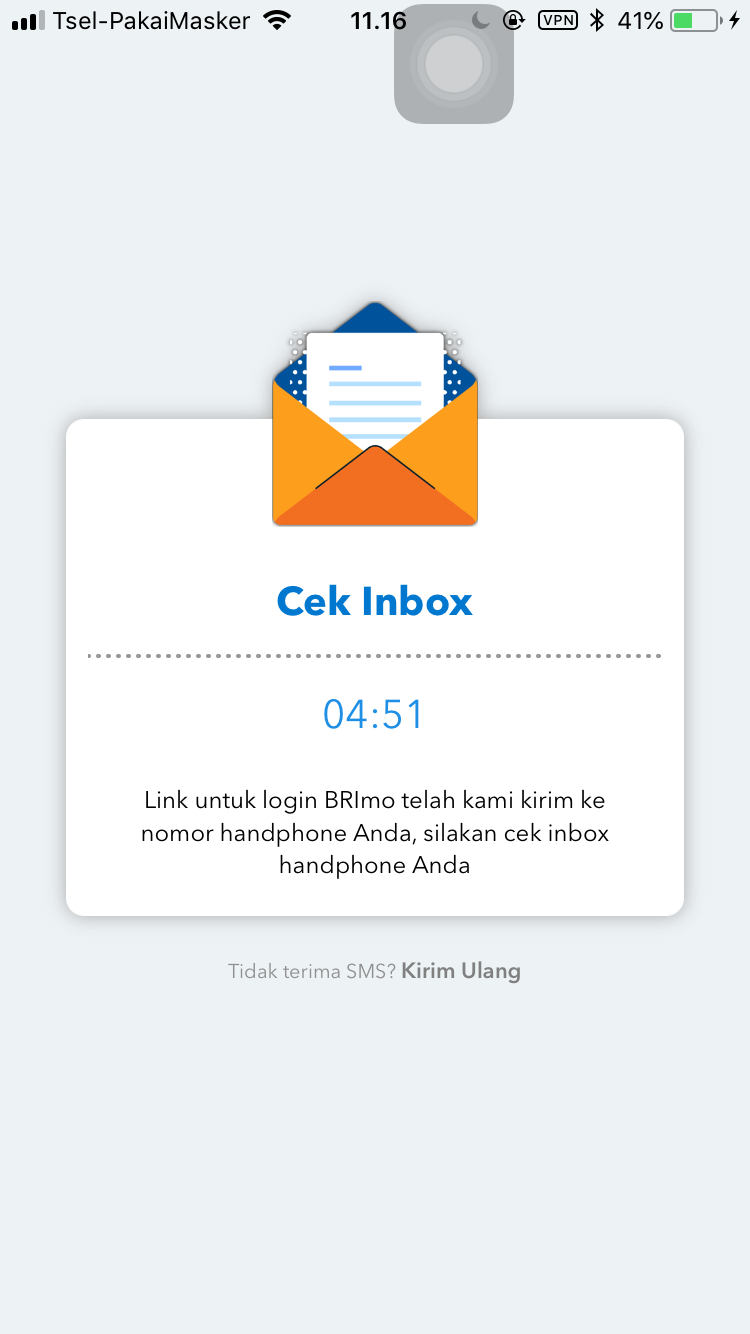 Tsel-PakaiMasker 11.16 VPN 41%
Cek Inbox
04:51
Link untuk login BRImo telah kami kirim ke
nomor handphone Anda, silakan cek inbox
handphone Anda
Tidak terima SMS? Kirim Ulang